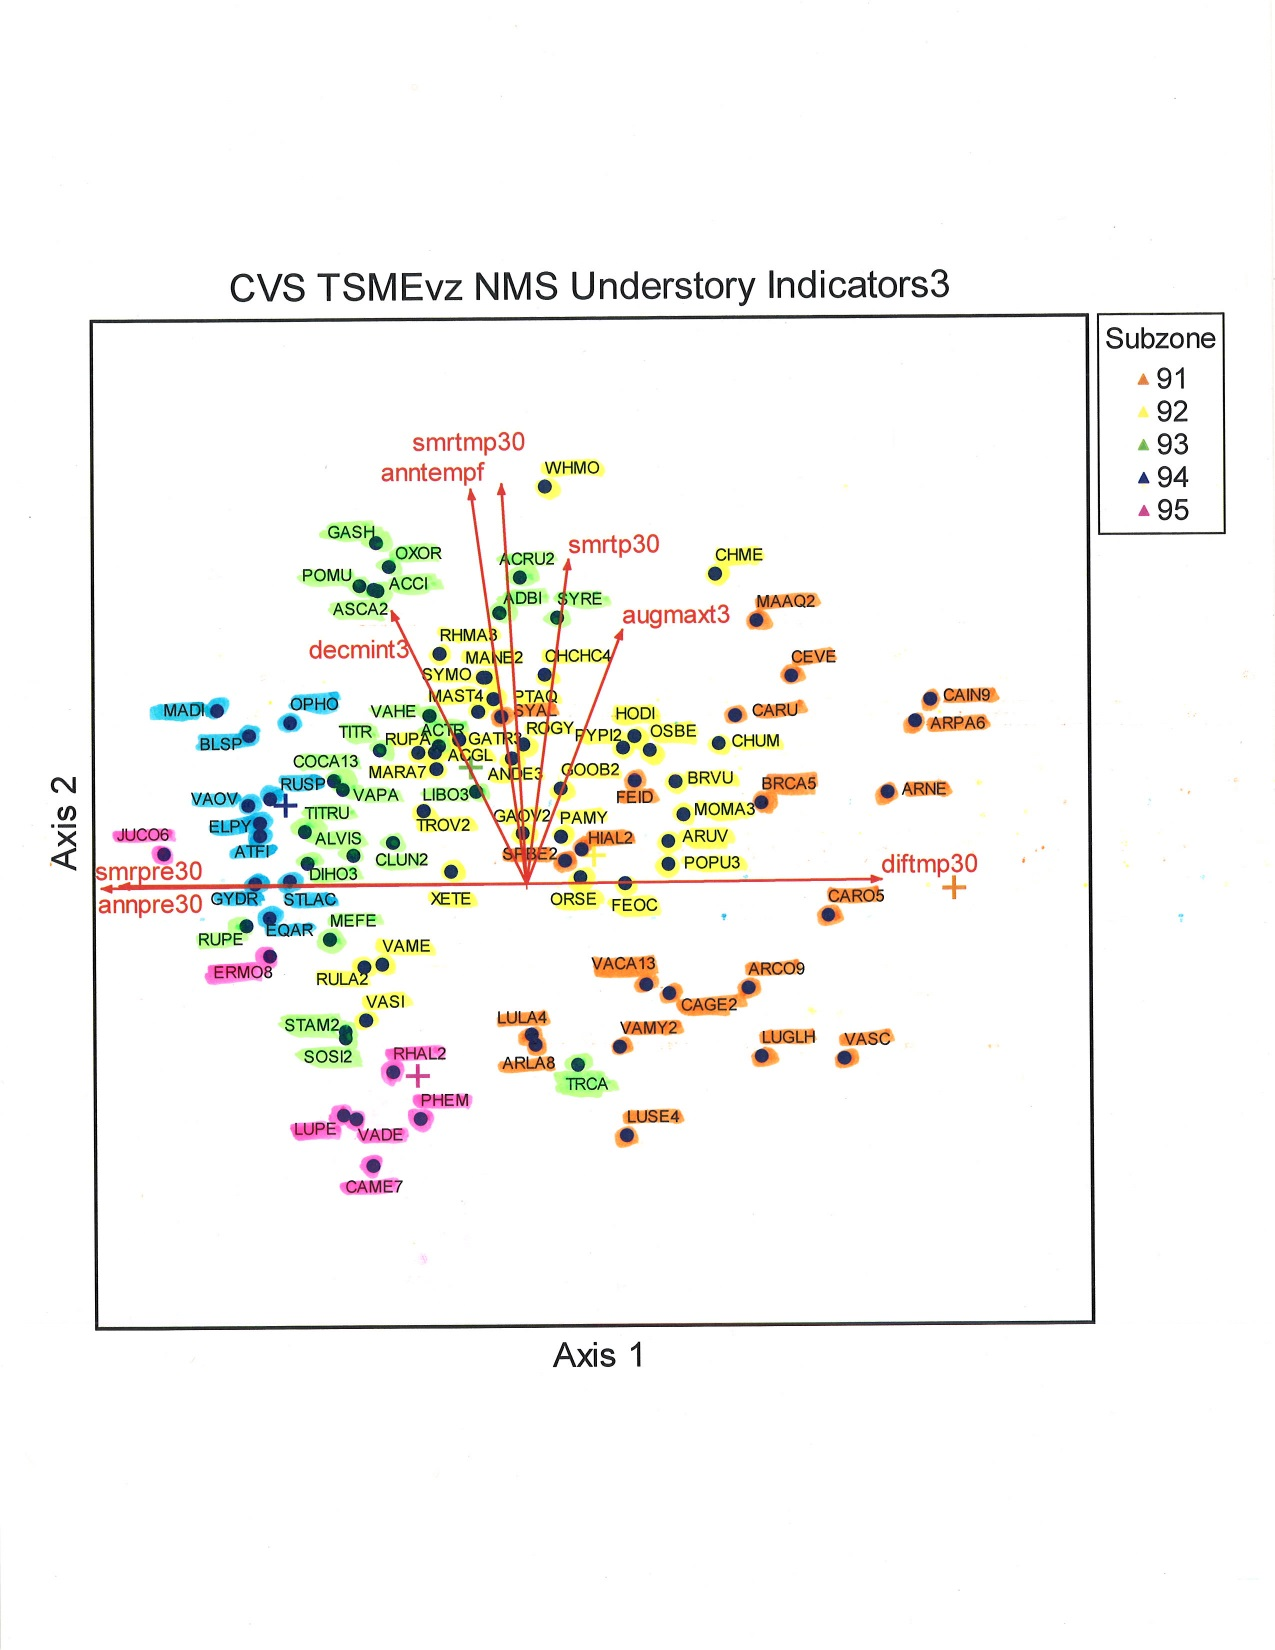 CVS TSMEvz NMS Understory Indicators3
Subzone
91
92
93
94
95
smrtmp30
anntempf
WHMO
GASH
OXOR
ACRU2
smrtp30
CHME
POMU
ACCI
ASCA2
ADBI
SYRE
MAAQ2
augmaxt3
decmint3
RHMA3
MANE2
CHCHC4
CEVE
SYMO
MAST4
PTAQ
CAIN9
MADI
OPHO
VAHE
SYAL
HODI
CARU
ARPA6
BLSP
TITR
RUPA
ACTR
GATR3
ROGY
PYPI2
OSBE
CHUM
COCA13
ACGL
MARA7
ANDE3
GOOB2
BRVU
BRCA5
ARNE
RUSP
VAPA
LIBO3
FEID
VAOV
TITRU
TROV2
GAOV2
PAMY
MOMA3
ELPY
ALVIS
HIAL2
ARUV
JUCO6
ATFI
CLUN2
SPBE2
POPU3
smrpre30
DIHO3
diftmp30
annpre30
GYDR
STLAC
XETE
ORSE
FEOC
CARO5
RUPE
EQAR
MEFE
ERMO8
RULA2
VAME
VACA13
ARCO9
CAGE2
VASI
STAM2
LULA4
VAMY2
LUGLH
VASC
SOSI2
RHAL2
ARLA8
TRCA
LUPE
VADE
PHEM
LUSE4
CAME7
Axis 2
Axis 1